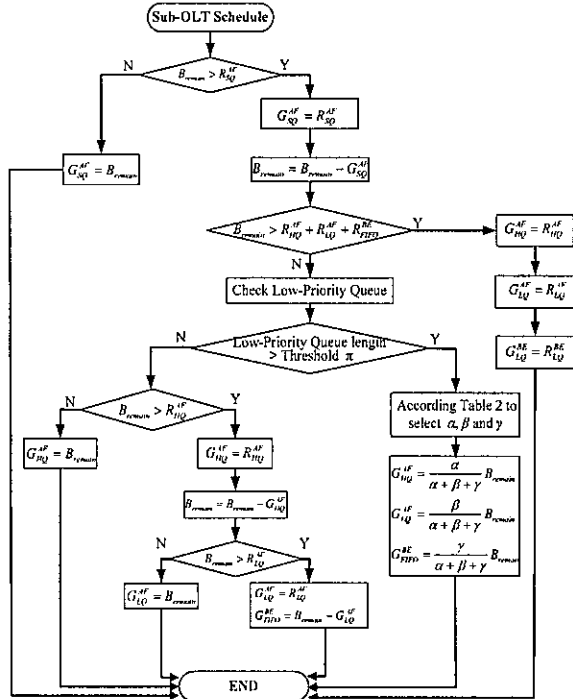 Sub-OLT Schedule
N
Y
B_remain > R_SQ^AF
G_SQ^AF = R_SQ^AF
G_SQ^AF = B_remain
B_remain = B_remain − G_SQ^AF
B_remain > R_HQ^AF + R_LQ^AF + R_FIFO^BE
Y
G_HQ^AF = R_HQ^AF
N
Check Low-Priority Queue
G_LQ^AF = R_LQ^AF
N
Low-Priority Queue length
> Threshold π
Y
G_LQ^BE = R_LQ^BE
N
B_remain > R_HQ^AF
Y
According Table 2 to
select α, β and γ
G_HQ^AF = B_remain
G_HQ^AF = R_HQ^AF
G_HQ^AF = α / (α + β + γ) B_remain
B_remain = B_remain − G_HQ^AF
G_LQ^AF = β / (α + β + γ) B_remain
N
B_remain > R_LQ^AF
Y
G_FIFO^BE = γ / (α + β + γ) B_remain
G_LQ^AF = B_remain
G_LQ^AF = R_LQ^AF
G_FIFO^BE = B_remain − G_LQ^AF
END